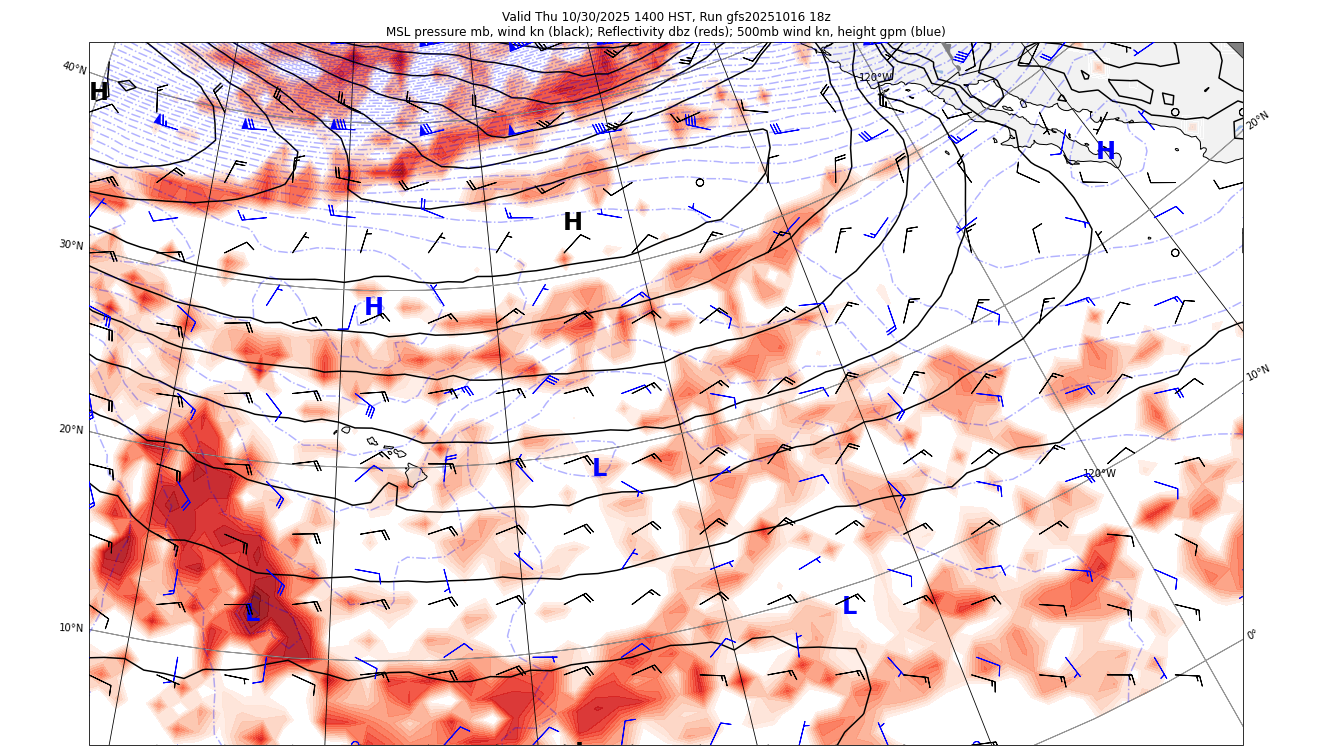 Valid Thu 10/30/2025 1400 HST, Run gfs20251016 18z
MSL pressure mb, wind kn (black); Reflectivity dbz (reds); 500mb wind kn, height gpm (blue)
40°N
H
120°W
20°N
H
H
30°N
H
10°N
20°N
L
120°W
L
L
10°N
0°